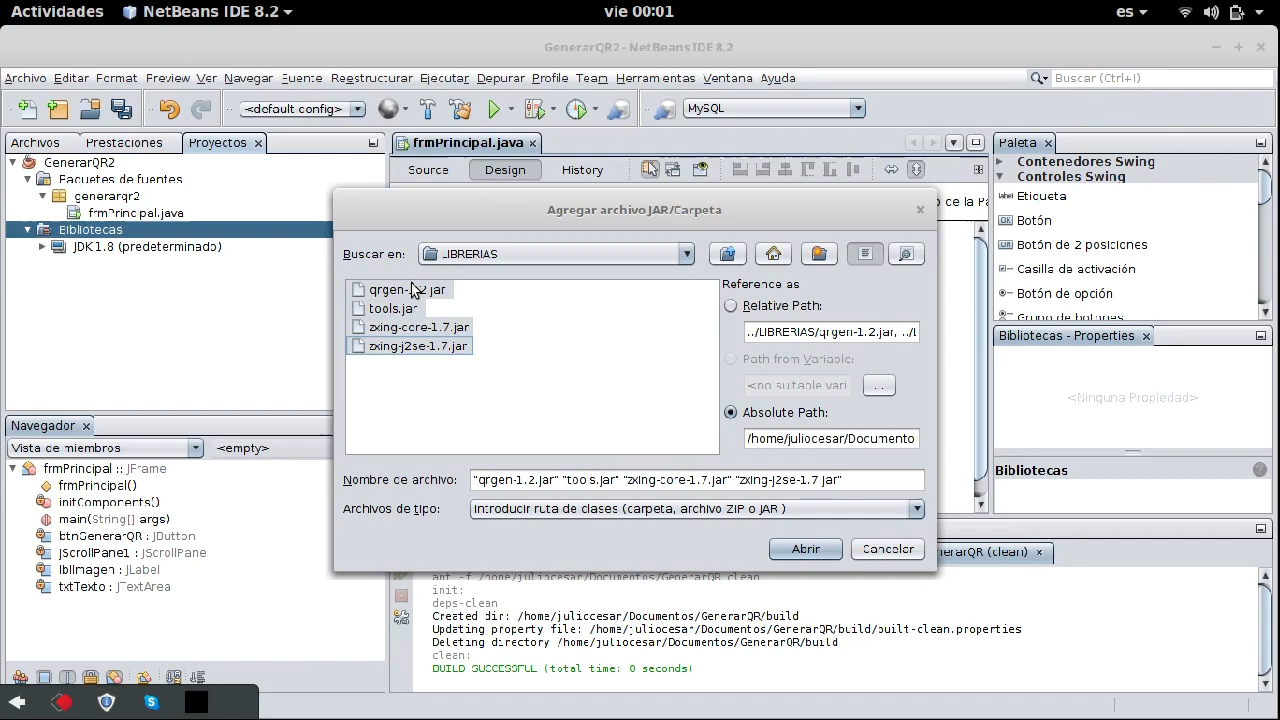 Actividades NetBeans IDE 8.2 vie 00:01 es
GenerarQR2 - NetBeans IDE 8.2
Archivo Editar Format Preview Ver Navegar Fuente Reestructurar Ejecutar Depurar Profile Team Herramientas Ventana Ayuda Buscar (Ctrl+I)
<default config> MySQL
Archivos Prestaciones Proyectos frmPrincipal.java Paleta
Source Design History
GenerarQR2
Paquetes de fuentes
generarqr2
frmPrincipal.java
Bibliotecas
JDK 1.8 (predeterminado)
Contenedores Swing
Controles Swing
Etiqueta
Botón
Botón de 2 posiciones
Casilla de activación
Botón de opción
Grupo de botones
Agregar archivo JAR/Carpeta
Buscar en: LIBRERIAS
qrgen-1.2.jar
tools.jar
zxing-core-1.7.jar
zxing-j2se-1.7.jar
Reference as
Relative Path:
../LIBRERIAS/qrgen-1.2.jar, ../L
Path from Variable:
<no suitable vari ...
Absolute Path:
/home/juliocesar/Documento
Nombre de archivo: "qrgen-1.2.jar" "tools.jar" "zxing-core-1.7.jar" "zxing-j2se-1.7.jar"
Archivos de tipo: Introducir ruta de clases (carpeta, archivo ZIP o JAR )
Abrir Cancelar
Bibliotecas - Properties
<Ninguna Propiedad>
Bibliotecas
Navegador
Vista de miembros <empty>
frmPrincipal :: JFrame
frmPrincipal()
initComponents()
main(String[] args)
btnGenerarQR : JButton
jScrollPane1 : JScrollPane
lblImagen : JLabel
txtTexto : JTextArea
nerarQR (clean)
ant -f /home/juliocesar/Documentos/GenerarQR clean
init:
deps-clean
Created dir: /home/juliocesar/Documentos/GenerarQR/build
Updating property file: /home/juliocesar/Documentos/GenerarQR/build/built-clean.properties
Deleting directory /home/juliocesar/Documentos/GenerarQR/build
clean:
BUILD SUCCESSFUL (total time: 0 seconds)